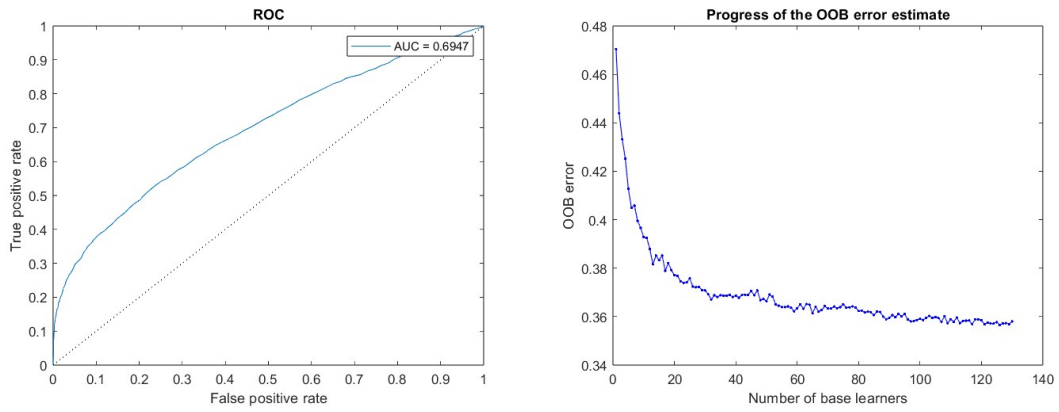 ROC
AUC = 0.6947
1
0.9
0.8
0.7
0.6
0.5
0.4
0.3
0.2
0.1
0
True positive rate
0 0.1 0.2 0.3 0.4 0.5 0.6 0.7 0.8 0.9 1
False positive rate
Progress of the OOB error estimate
0.48
0.46
0.44
0.42
0.4
0.38
0.36
0.34
OOB error
0 20 40 60 80 100 120 140
Number of base learners